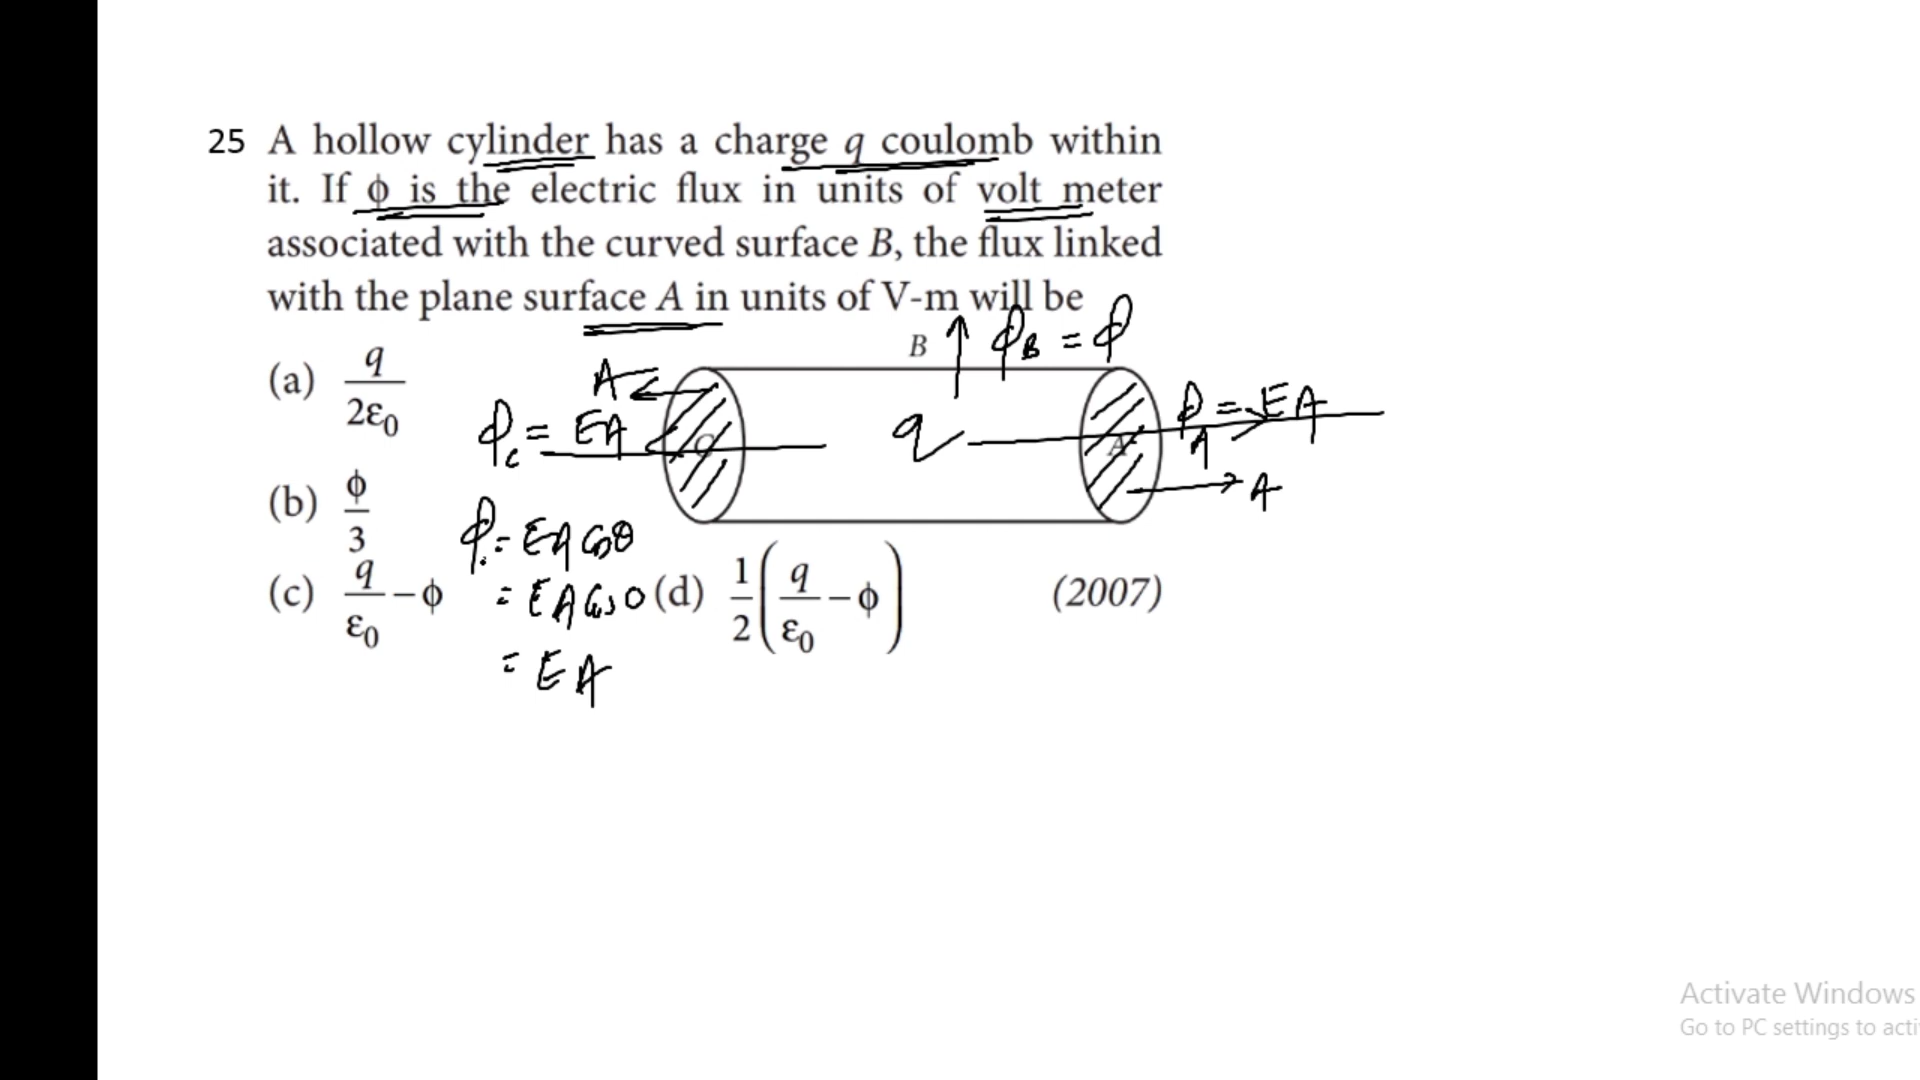 25 A hollow cylinder has a charge q coulomb within
it. If ϕ is the electric flux in units of volt meter
associated with the curved surface B, the flux linked
with the plane surface A in units of V-m will be
B ϕ_B = ϕ
(a) q/2ε₀
A
ϕ_c = EA
C
q
A
ϕ_A = EA
A
(b) ϕ/3
ϕ = EA cosθ
(c) q/ε₀ − ϕ
= EA cos 0
(d) 1/2 (q/ε₀ − ϕ)
(2007)
= EA
Activate Windows
Go to PC settings to acti